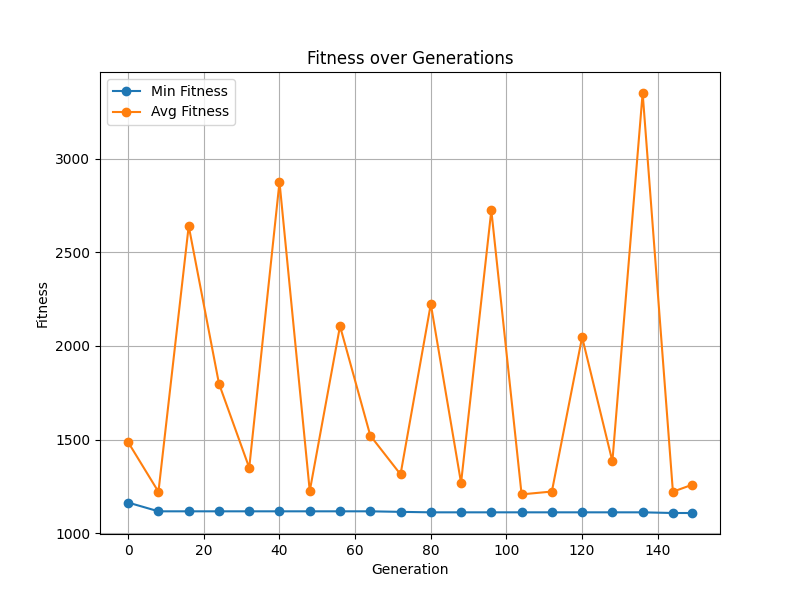 Fitness over Generations
Min Fitness
Avg Fitness
3000
2500
2000
1500
1000
Fitness
0 20 40 60 80 100 120 140
Generation